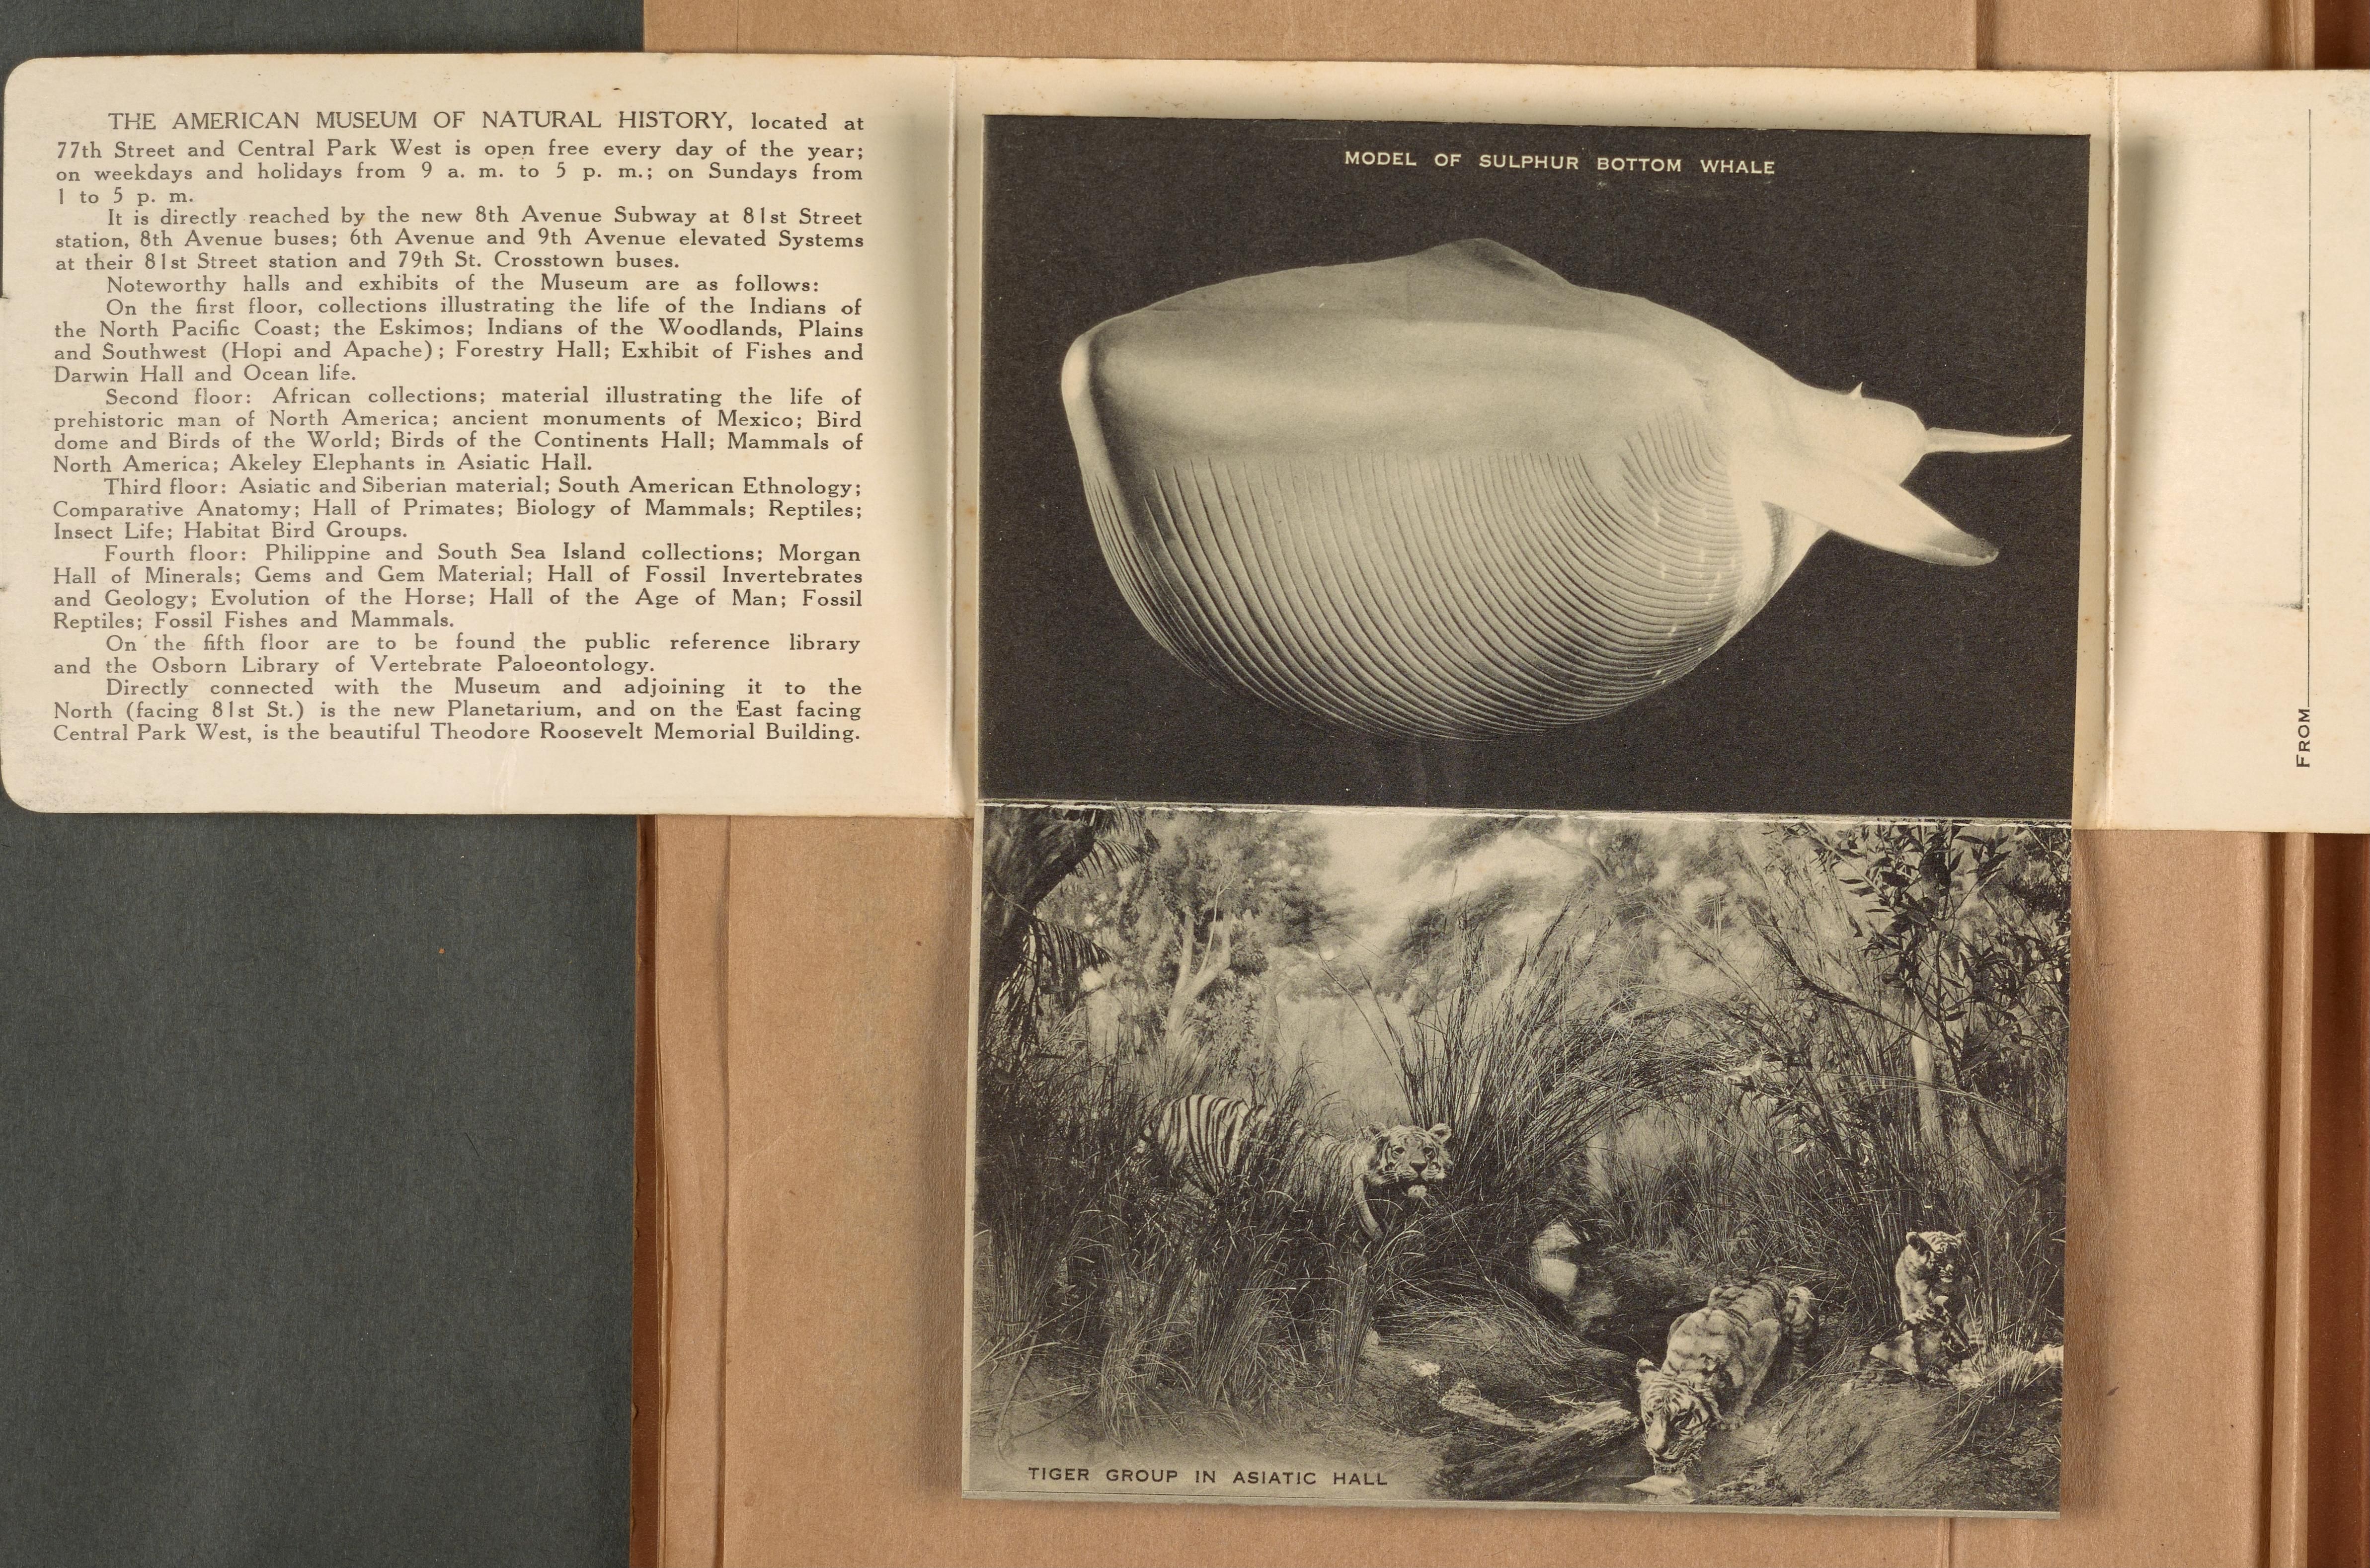 THE AMERICAN MUSEUM OF NATURAL HISTORY, located at
77th Street and Central Park West is open free every day of the year;
on weekdays and holidays from 9 a. m. to 5 p. m.; on Sundays from
1 to 5 p. m.
It is directly reached by the new 8th Avenue Subway at 81st Street
station, 8th Avenue buses; 6th Avenue and 9th Avenue elevated Systems
at their 81st Street station and 79th St. Crosstown buses.
Noteworthy halls and exhibits of the Museum are as follows:
On the first floor, collections illustrating the life of the Indians of
the North Pacific Coast; the Eskimos; Indians of the Woodlands, Plains
and Southwest (Hopi and Apache); Forestry Hall; Exhibit of Fishes and
Darwin Hall and Ocean life.
Second floor: African collections; material illustrating the life of
prehistoric man of North America; ancient monuments of Mexico; Bird
dome and Birds of the World; Birds of the Continents Hall; Mammals of
North America; Akeley Elephants in Asiatic Hall.
Third floor: Asiatic and Siberian material; South American Ethnology;
Comparative Anatomy; Hall of Primates; Biology of Mammals; Reptiles;
Insect Life; Habitat Bird Groups.
Fourth floor: Philippine and South Sea Island collections; Morgan
Hall of Minerals; Gems and Gem Material; Hall of Fossil Invertebrates
and Geology; Evolution of the Horse; Hall of the Age of Man; Fossil
Reptiles; Fossil Fishes and Mammals.
On the fifth floor are to be found the public reference library
and the Osborn Library of Vertebrate Paloeontology.
Directly connected with the Museum and adjoining it to the
North (facing 81st St.) is the new Planetarium, and on the East facing
Central Park West, is the beautiful Theodore Roosevelt Memorial Building.
MODEL OF SULPHUR BOTTOM WHALE
TIGER GROUP IN ASIATIC HALL
FROM